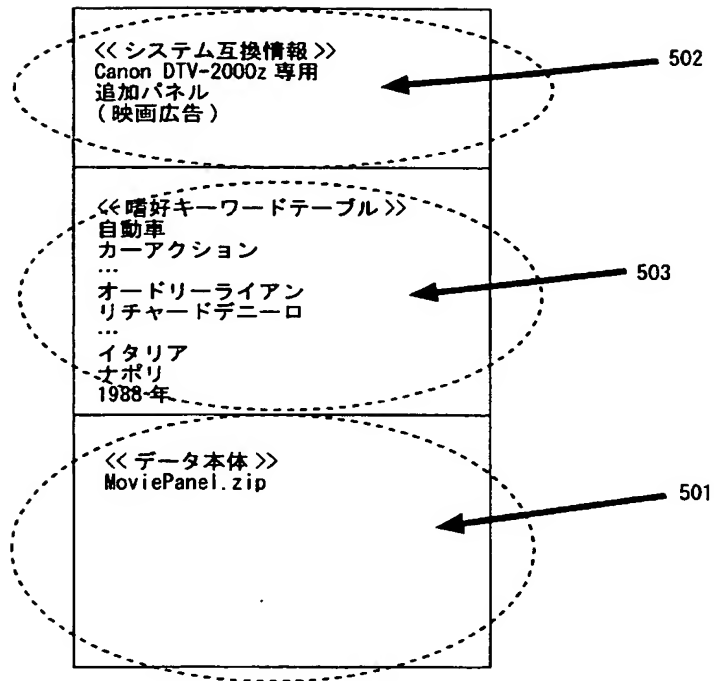 << システム互換情報 >>
Canon DTV-2000z 専用
追加パネル
( 映画広告 )
502
<< 嗜好キーワードテーブル >>
自動車
カーアクション
…
オードリーライアン
リチャードデニーロ
…
イタリア
ナポリ
1988年
503
<< データ本体 >>
MoviePanel.zip
501